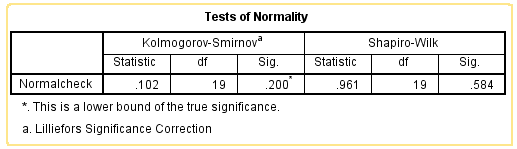 Tests of Normality
Kolmogorov-Smirnovᵃ Shapiro-Wilk
Statistic df Sig. Statistic df Sig.
Normalcheck .102 19 .200* .961 19 .584
*. This is a lower bound of the true significance.
a. Lilliefors Significance Correction